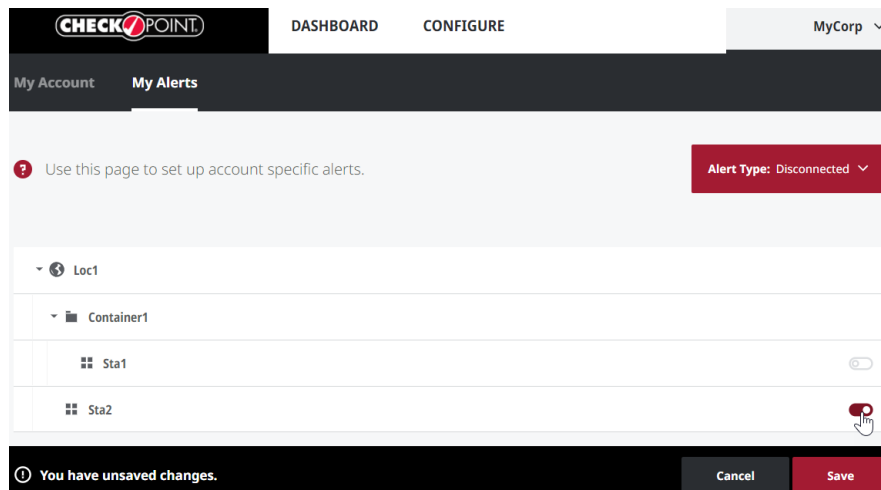 CHECKPOINT.
DASHBOARD
CONFIGURE
MyCorp
My Account
My Alerts
? Use this page to set up account specific alerts.
Alert Type: Disconnected
Loc1
Container1
Sta1
Sta2
You have unsaved changes.
Cancel
Save